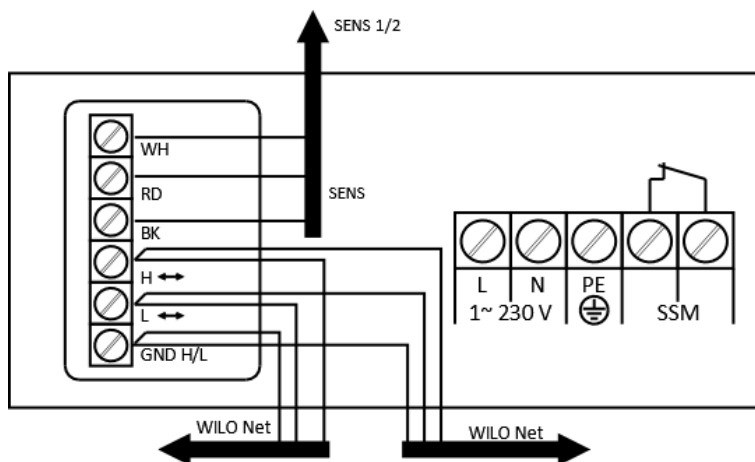 SENS 1/2
WH
RD
SENS
BK
H
L
GND H/L
L N PE
1~ 230 V SSM
WILO Net
WILO Net